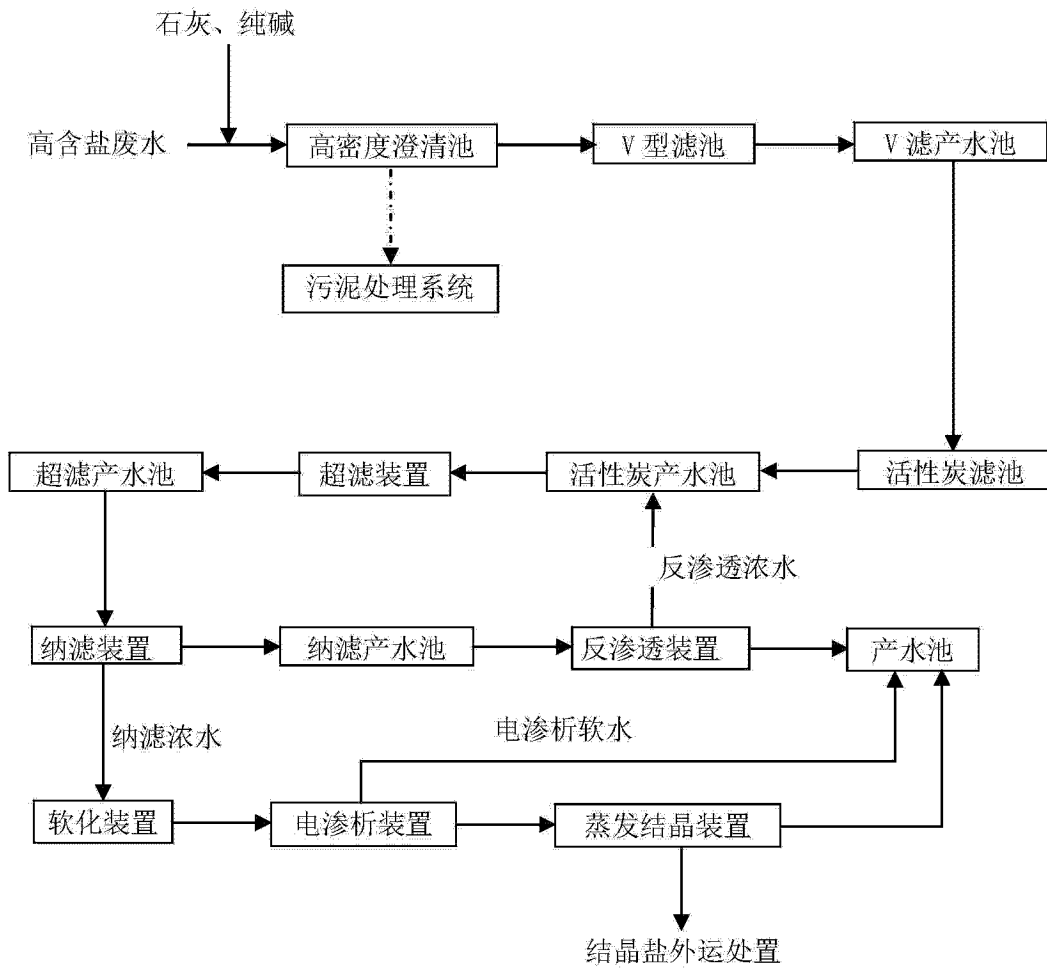 石灰、纯碱
高含盐废水
高密度澄清池
V 型滤池
V 滤产水池
污泥处理系统
超滤产水池
超滤装置
活性炭产水池
活性炭滤池
反渗透浓水
纳滤装置
纳滤产水池
反渗透装置
产水池
纳滤浓水
电渗析软水
软化装置
电渗析装置
蒸发结晶装置
结晶盐外运处置